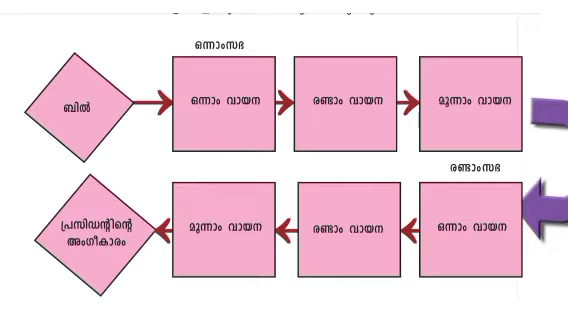 ഒന്നാംസഭ
ബിൽ
ഒന്നാം വായന
രണ്ടാം വായന
മൂന്നാം വായന
രണ്ടാംസഭ
പ്രസിഡന്റിന്റെ
അംഗീകാരം
മൂന്നാം വായന
രണ്ടാം വായന
ഒന്നാം വായന